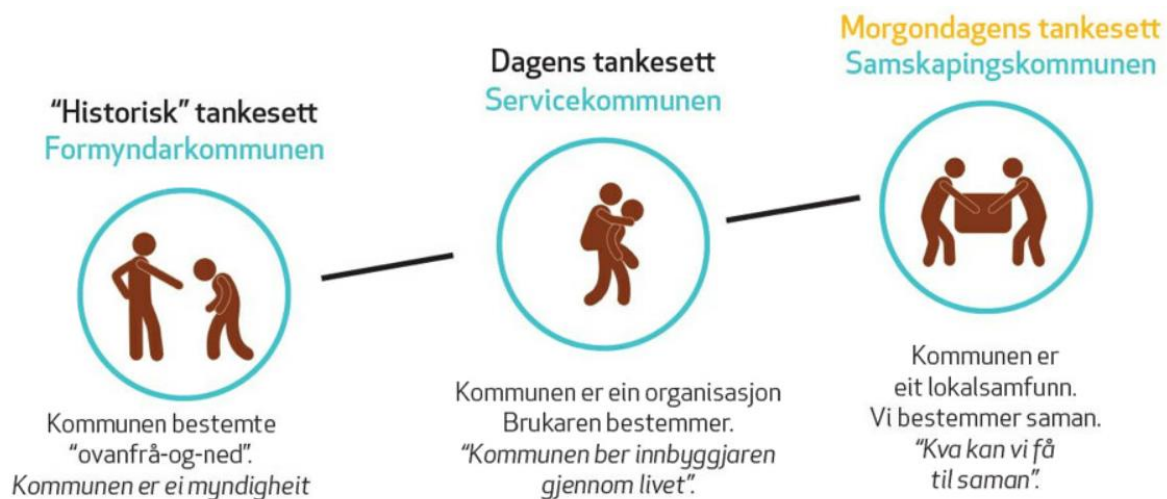 "Historisk" tankesett
Formyndarkommunen
Kommunen bestemte
"ovanfrå-og-ned".
Kommunen er ei myndigheit
Dagens tankesett
Servicekommunen
Kommunen er ein organisasjon
Brukaren bestemmer.
"Kommunen ber innbyggjaren
gjennom livet".
Morgondagens tankesett
Samskapingskommunen
Kommunen er
eit lokalsamfunn.
Vi bestemmer saman.
"Kva kan vi få
til saman".